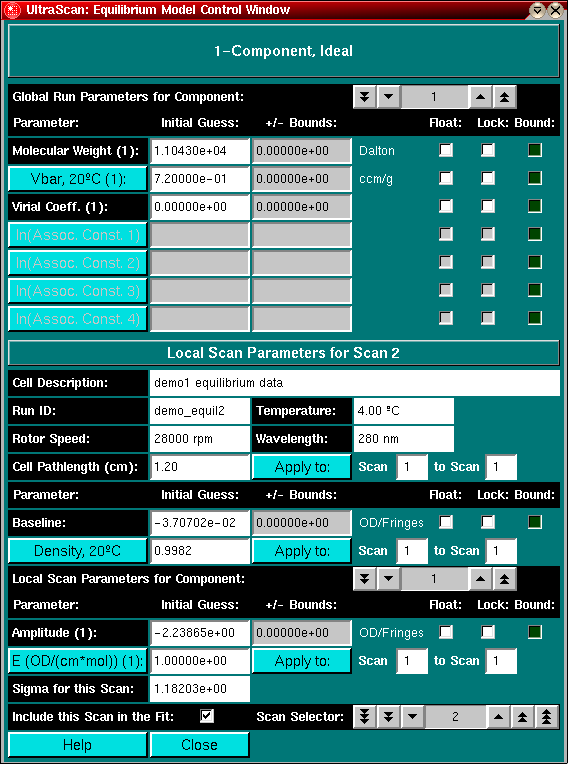 UltraScan: Equilibrium Model Control Window
1-Component, Ideal
Global Run Parameters for Component: 1
Parameter: Initial Guess: +/- Bounds: Float: Lock: Bound:
Molecular Weight (1): 1.10430e+04 0.00000e+00 Dalton
Vbar, 20ºC (1): 7.20000e-01 0.00000e+00 ccm/g
Virial Coeff. (1): 0.00000e+00 0.00000e+00
ln(Assoc. Const. 1)
ln(Assoc. Const. 2)
ln(Assoc. Const. 3)
ln(Assoc. Const. 4)
Local Scan Parameters for Scan 2
Cell Description: demo1 equilibrium data
Run ID: demo_equil2 Temperature: 4.00 ºC
Rotor Speed: 28000 rpm Wavelength: 280 nm
Cell Pathlength (cm): 1.20 Apply to: Scan 1 to Scan 1
Parameter: Initial Guess: +/- Bounds: Float: Lock: Bound:
Baseline: -3.70702e-02 0.00000e+00 OD/Fringes
Density, 20ºC 0.9982 Apply to: Scan 1 to Scan 1
Local Scan Parameters for Component: 1
Parameter: Initial Guess: +/- Bounds: Float: Lock: Bound:
Amplitude (1): -2.23865e+00 0.00000e+00 OD/Fringes
E (OD/(cm*mol)) (1): 1.00000e+00 Apply to: Scan 1 to Scan 1
Sigma for this Scan: 1.18203e+00
Include this Scan in the Fit: Scan Selector: 2
Help Close